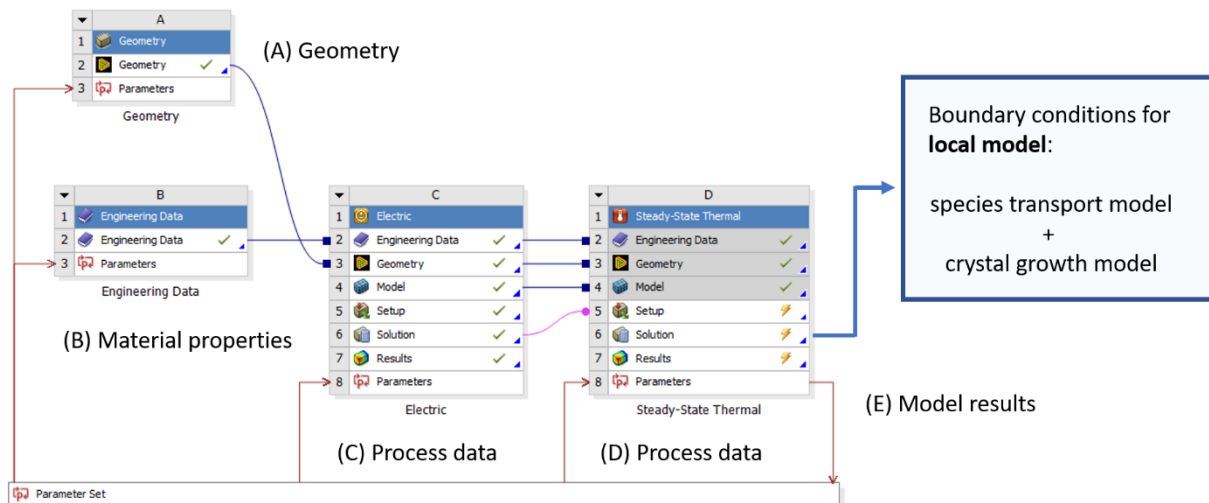 A
1 Geometry
2 Geometry
3 Parameters
Geometry
(A) Geometry
B
1 Engineering Data
2 Engineering Data
3 Parameters
Engineering Data
(B) Material properties
C
1 Electric
2 Engineering Data
3 Geometry
4 Model
5 Setup
6 Solution
7 Results
8 Parameters
Electric
(C) Process data
D
1 Steady-State Thermal
2 Engineering Data
3 Geometry
4 Model
5 Setup
6 Solution
7 Results
8 Parameters
Steady-State Thermal
(D) Process data
Boundary conditions for
local model:
species transport model
+
crystal growth model
(E) Model results
Parameter Set